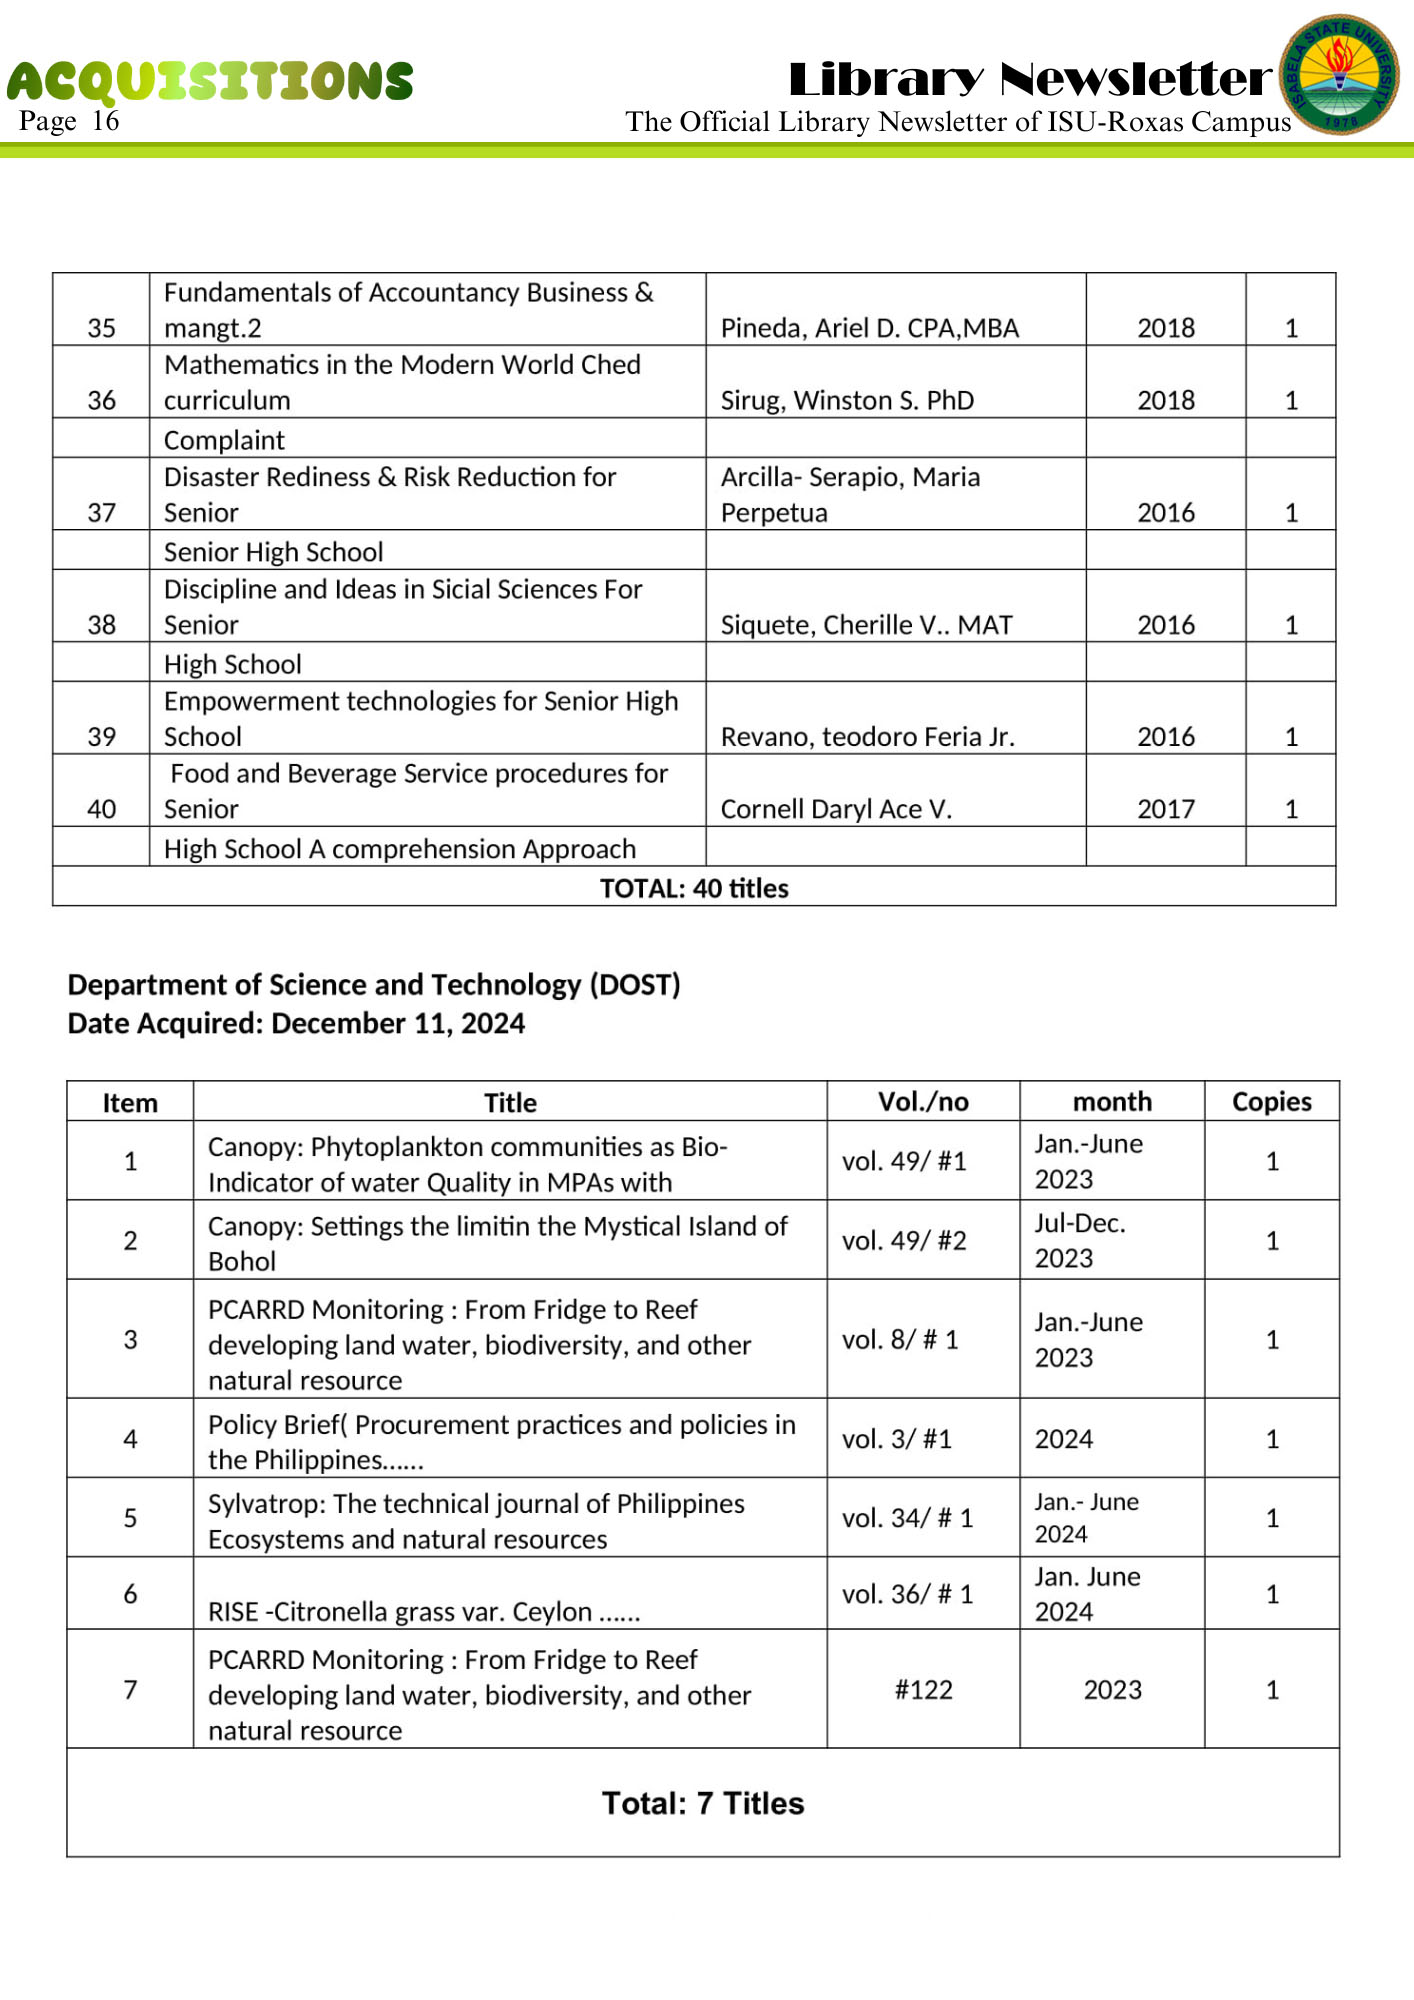 ACQUISITIONS
Page 16
Library Newsletter
The Official Library Newsletter of ISU-Roxas Campus
ISABELA STATE UNIVERSITY
1978
Fundamentals of Accountancy Business &
35 mangt.2 Pineda, Ariel D. CPA,MBA 2018 1
Mathematics in the Modern World Ched
36 curriculum Sirug, Winston S. PhD 2018 1
Complaint
Disaster Rediness & Risk Reduction for Arcilla- Serapio, Maria
37 Senior Perpetua 2016 1
Senior High School
Discipline and Ideas in Sicial Sciences For
38 Senior Siquete, Cherille V.. MAT 2016 1
High School
Empowerment technologies for Senior High
39 School Revano, teodoro Feria Jr. 2016 1
Food and Beverage Service procedures for
40 Senior Cornell Daryl Ace V. 2017 1
High School A comprehension Approach
TOTAL: 40 titles
Department of Science and Technology (DOST)
Date Acquired: December 11, 2024
Item Title Vol./no month Copies
1 Canopy: Phytoplankton communities as Bio-
Indicator of water Quality in MPAs with vol. 49/ #1 Jan.-June
2023 1
2 Canopy: Settings the limitin the Mystical Island of
Bohol vol. 49/ #2 Jul-Dec.
2023 1
3 PCARRD Monitoring : From Fridge to Reef
developing land water, biodiversity, and other
natural resource vol. 8/ # 1 Jan.-June
2023 1
4 Policy Brief( Procurement practices and policies in
the Philippines...... vol. 3/ #1 2024 1
5 Sylvatrop: The technical journal of Philippines
Ecosystems and natural resources vol. 34/ # 1 Jan.- June
2024 1
6 RISE -Citronella grass var. Ceylon ...... vol. 36/ # 1 Jan. June
2024 1
7 PCARRD Monitoring : From Fridge to Reef
developing land water, biodiversity, and other
natural resource #122 2023 1
Total: 7 Titles